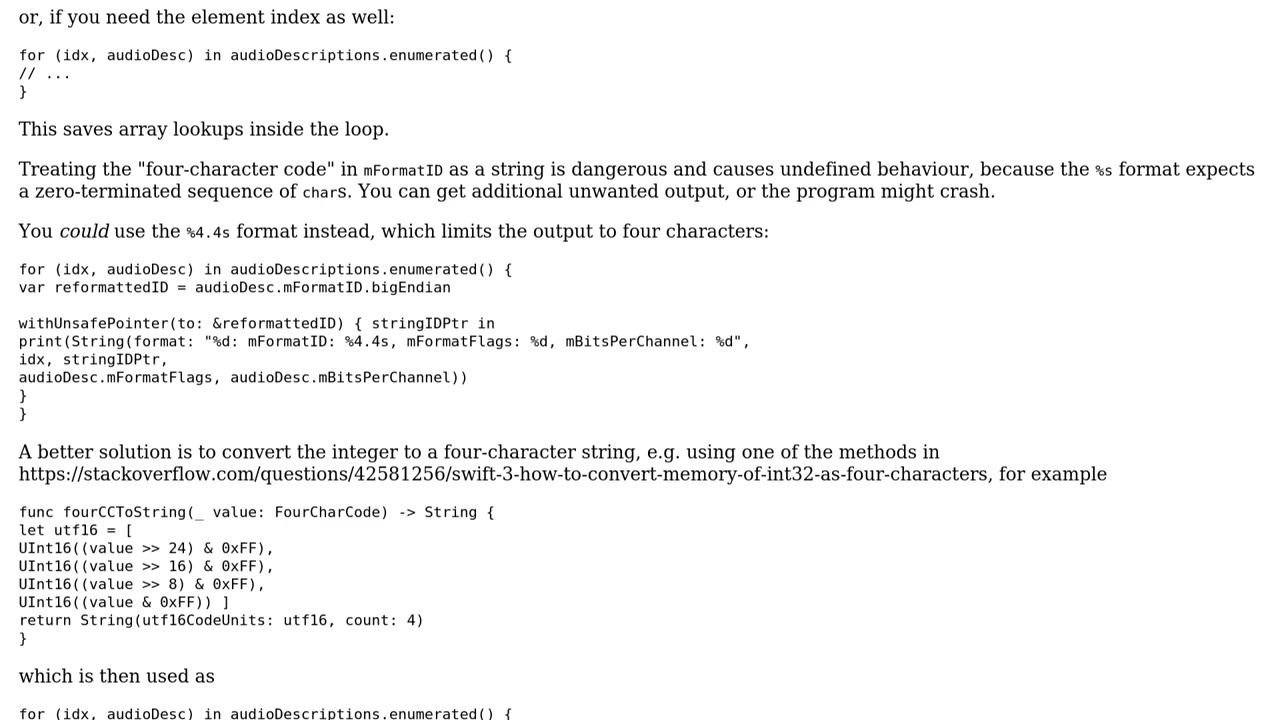 or, if you need the element index as well:
for (idx, audioDesc) in audioDescriptions.enumerated() {
// ...
}
This saves array lookups inside the loop.
Treating the "four-character code" in mFormatID as a string is dangerous and causes undefined behaviour, because the %s format expects
a zero-terminated sequence of chars. You can get additional unwanted output, or the program might crash.
You could use the %4.4s format instead, which limits the output to four characters:
for (idx, audioDesc) in audioDescriptions.enumerated() {
var reformattedID = audioDesc.mFormatID.bigEndian
withUnsafePointer(to: &reformattedID) { stringIDPtr in
print(String(format: "%d: mFormatID: %4.4s, mFormatFlags: %d, mBitsPerChannel: %d",
idx, stringIDPtr,
audioDesc.mFormatFlags, audioDesc.mBitsPerChannel))
}
}
A better solution is to convert the integer to a four-character string, e.g. using one of the methods in
https://stackoverflow.com/questions/42581256/swift-3-how-to-convert-memory-of-int32-as-four-characters, for example
func fourCCToString(_ value: FourCharCode) -> String {
let utf16 = [
UInt16((value >> 24) & 0xFF),
UInt16((value >> 16) & 0xFF),
UInt16((value >> 8) & 0xFF),
UInt16((value & 0xFF)) ]
return String(utf16CodeUnits: utf16, count: 4)
}
which is then used as
for (idx, audioDesc) in audioDescriptions.enumerated() {